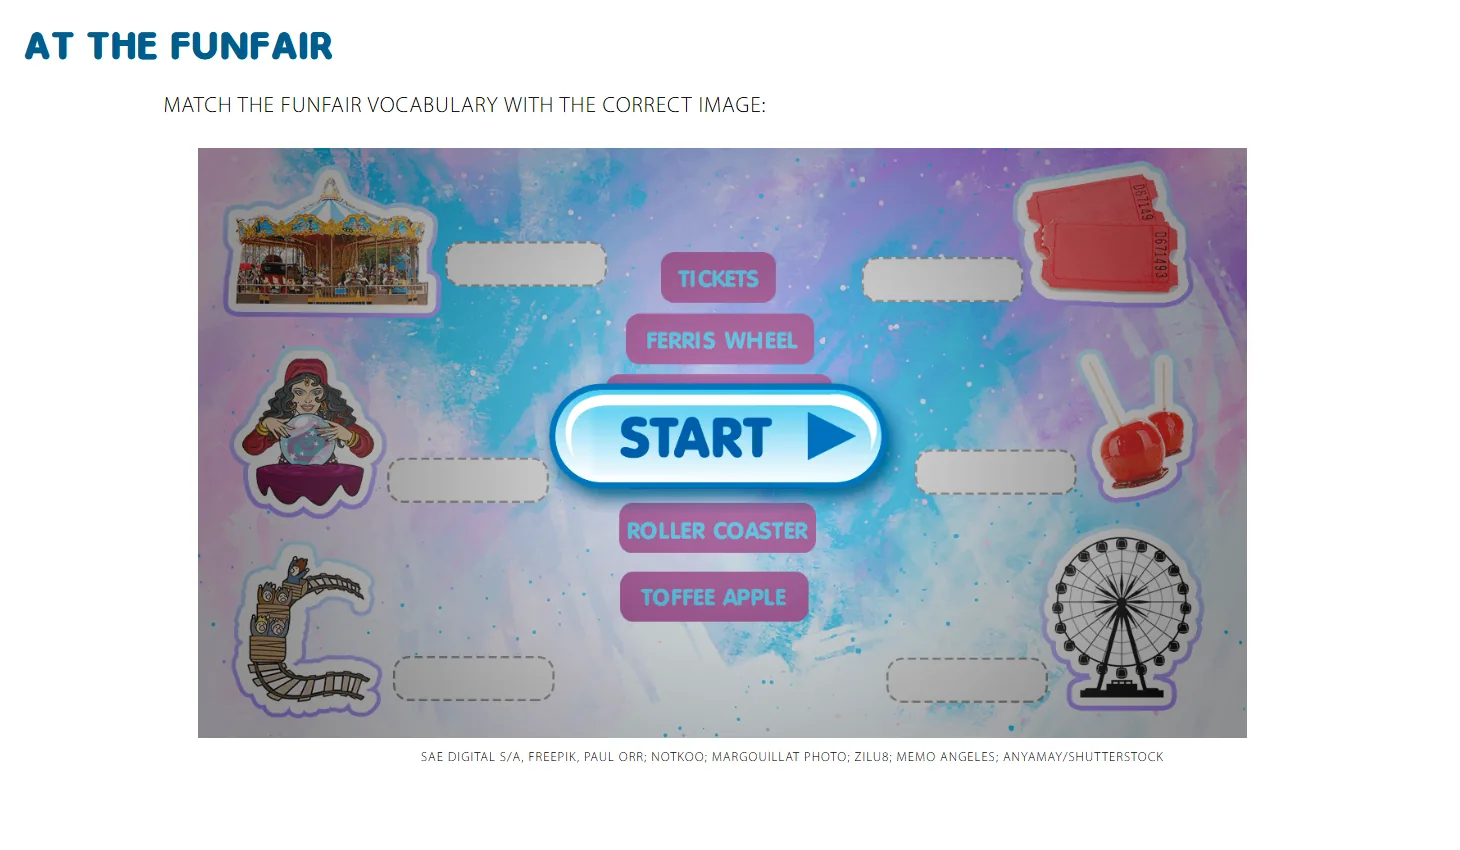 AT THE FUNFAIR
MATCH THE FUNFAIR VOCABULARY WITH THE CORRECT IMAGE:
D67149
D671493
TICKETS
FERRIS WHEEL
START
ROLLER COASTER
TOFFEE APPLE
SAE DIGITAL S/A, FREEPIK, PAUL ORR; NOTKOO; MARGOUILLAT PHOTO; ZILU8; MEMO ANGELES; ANYAMAY/SHUTTERSTOCK